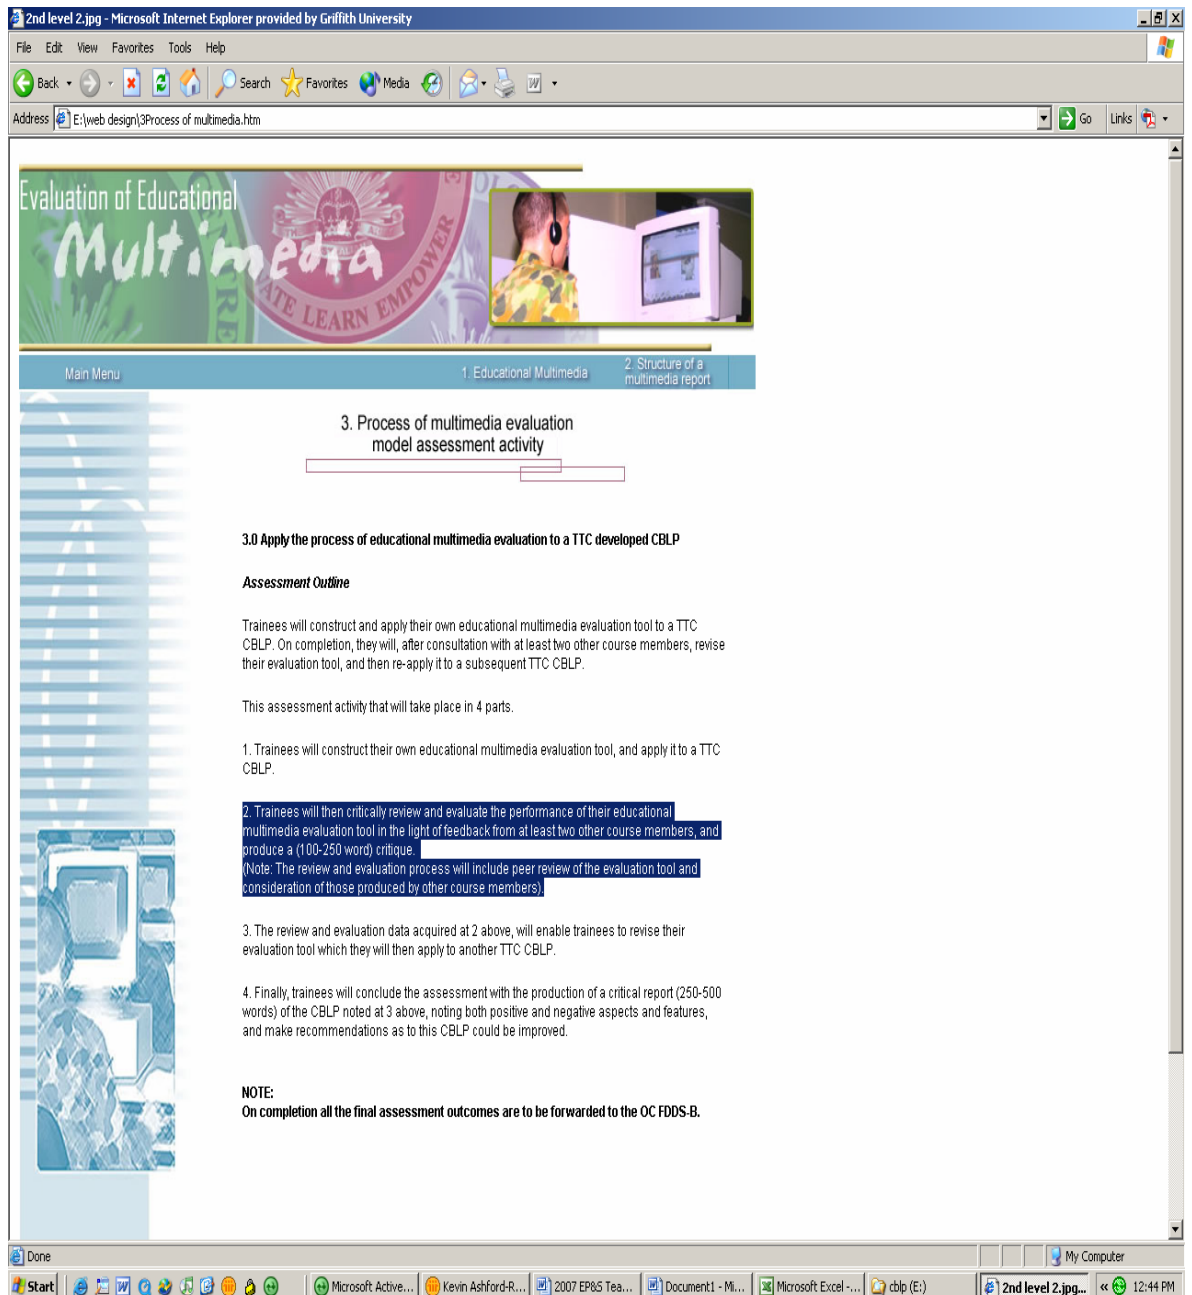 2nd level 2.jpg - Microsoft Internet Explorer provided by Griffith University
File Edit View Favorites Tools Help
Back Search Favorites Media
Address E:\web design\3Process of multimedia.htm Go Links
Evaluation of Educational
Multimedia
ATE LEARN EMPOWER
TRE
Main Menu
1. Educational Multimedia
2. Structure of a
multimedia report
3. Process of multimedia evaluation
model assessment activity
3.0 Apply the process of educational multimedia evaluation to a TTC developed CBLP
Assessment Outline
Trainees will construct and apply their own educational multimedia evaluation tool to a TTC
CBLP. On completion, they will, after consultation with at least two other course members, revise
their evaluation tool, and then re-apply it to a subsequent TTC CBLP.
This assessment activity that will take place in 4 parts.
1. Trainees will construct their own educational multimedia evaluation tool, and apply it to a TTC
CBLP.
2. Trainees will then critically review and evaluate the performance of their educational
multimedia evaluation tool in the light of feedback from at least two other course members, and
produce a (100-250 word) critique.
(Note: The review and evaluation process will include peer review of the evaluation tool and
consideration of those produced by other course members).
3. The review and evaluation data acquired at 2 above, will enable trainees to revise their
evaluation tool which they will then apply to another TTC CBLP.
4. Finally, trainees will conclude the assessment with the production of a critical report (250-500
words) of the CBLP noted at 3 above, noting both positive and negative aspects and features,
and make recommendations as to this CBLP could be improved.
NOTE:
On completion all the final assessment outcomes are to be forwarded to the OC FDDS-B.
Done My Computer
Start Microsoft Active... Kevin Ashford-R... 2007 EP&S Tea... Document1 - Mi... Microsoft Excel -... cblp (E:) 2nd level 2.jpg... 12:44 PM